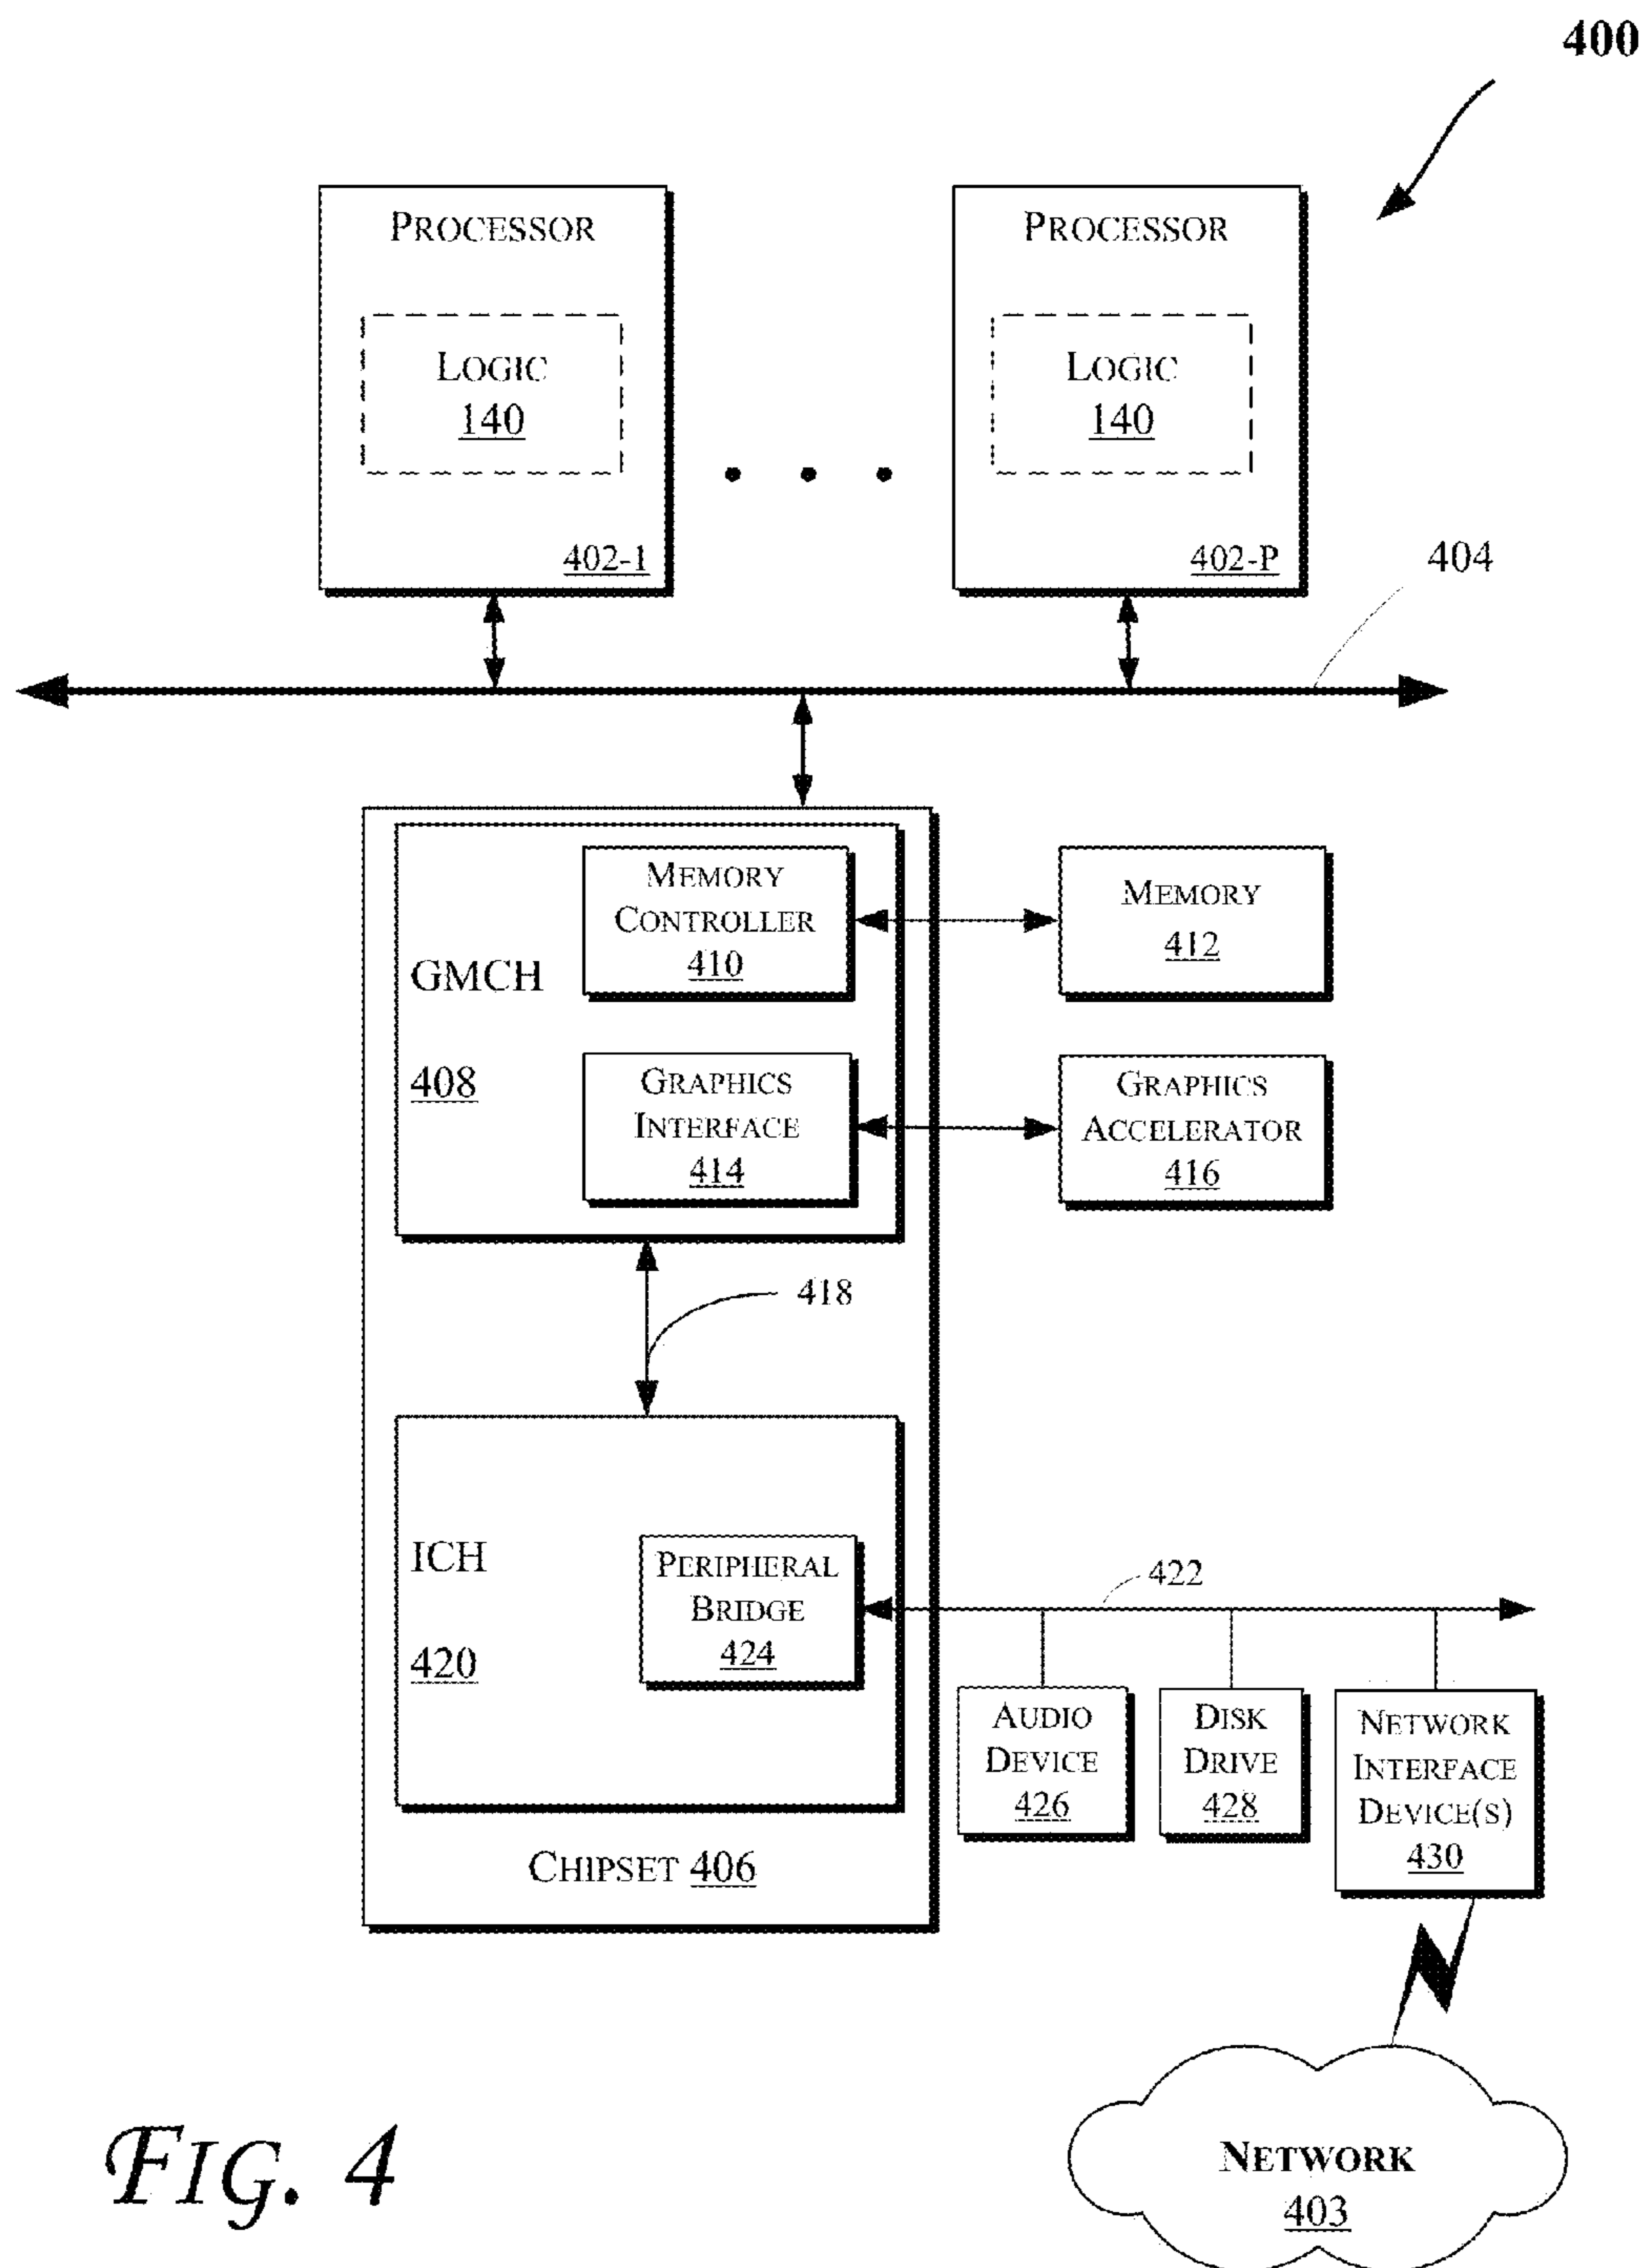 400
PROCESSOR
LOGIC
140
402-1
PROCESSOR
LOGIC
140
402-P
404
MEMORY
CONTROLLER
410
MEMORY
412
GMCH
408
GRAPHICS
INTERFACE
414
GRAPHICS
ACCELERATOR
416
418
ICH
420
PERIPHERAL
BRIDGE
424
422
AUDIO
DEVICE
426
DISK
DRIVE
428
NETWORK
INTERFACE
DEVICE(S)
430
CHIPSET 406
NETWORK
403
FIG. 4